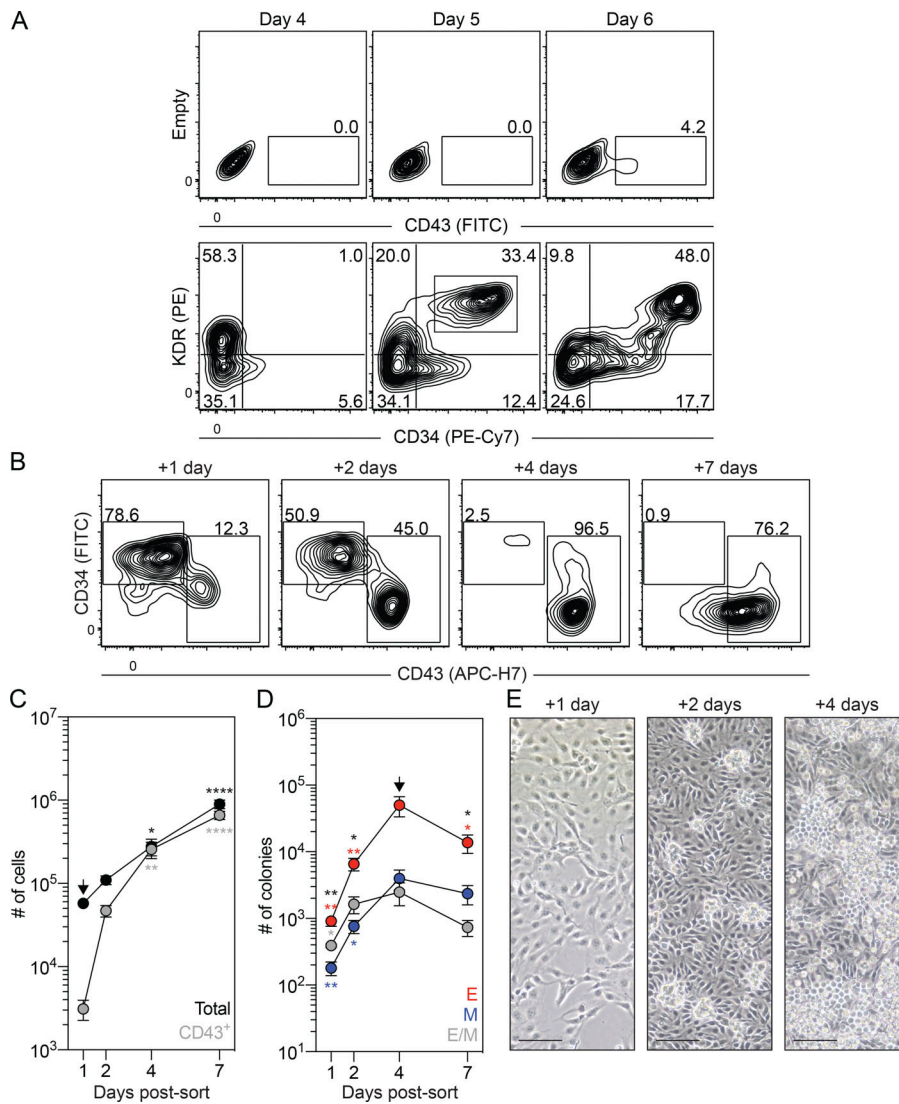 A
Day 4 Day 5 Day 6
Empty
0.0 0.0 4.2
0
0
CD43 (FITC)
58.3 1.0 20.0 33.4 9.8 48.0
KDR (PE)
0
35.1 5.6 34.1 12.4 24.6 17.7
0
CD34 (PE-Cy7)
B
+1 day +2 days +4 days +7 days
78.6 12.3 50.9 45.0 2.5 96.5 0.9 76.2
CD34 (FITC)
0
0
CD43 (APC-H7)
C
# of cells
10^7
10^6
10^5
10^4
10^3
****
****
*
**
Total
CD43+
1 2 4 7
Days post-sort
D
# of colonies
10^6
10^5
10^4
10^3
10^2
10^1
**
**
*
**
*
**
*
*
*
E
M
E/M
1 2 4 7
Days post-sort
E
+1 day +2 days +4 days